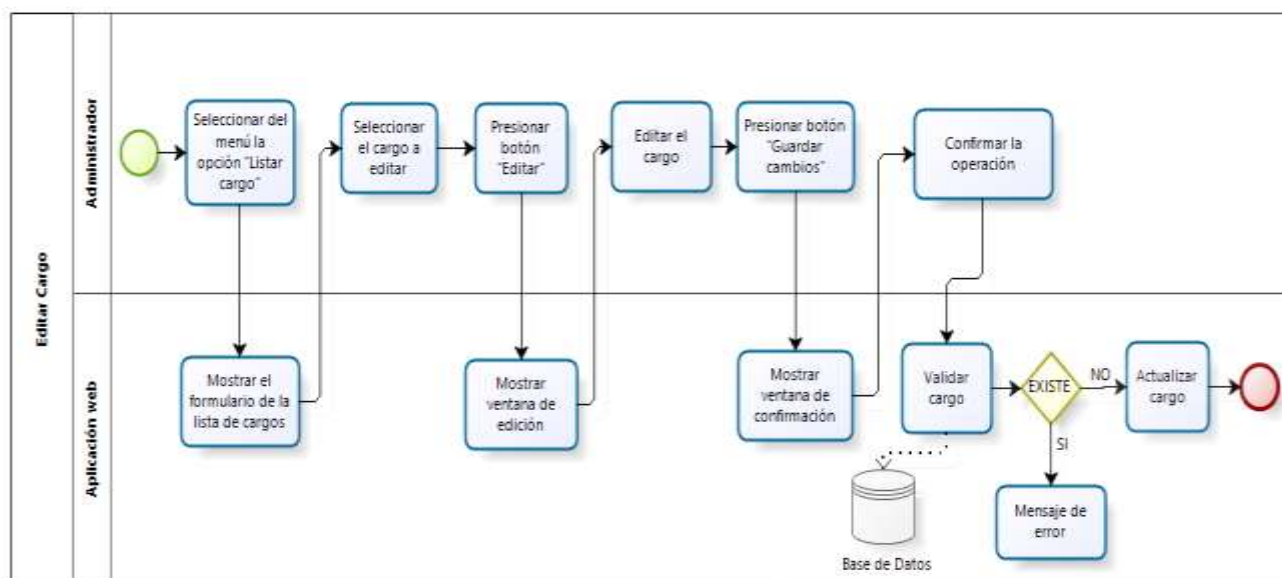 Editar Cargo
Administrador
Seleccionar del
menú la
opción "Listar
cargo"
Seleccionar
el cargo a
editar
Presionar
botón
"Editar"
Editar el
cargo
Presionar botón
"Guardar
cambios"
Confirmar la
operación
Aplicación web
Mostrar el
formulario de la
lista de cargos
Mostrar
ventana de
edición
Mostrar
ventana de
confirmación
Validar
cargo
EXISTE
NO
Actualizar
cargo
SI
Mensaje de
error
Base de Datos